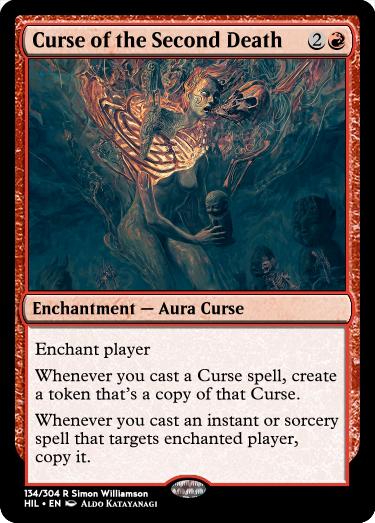 Curse of the Second Death 2
Enchantment — Aura Curse
Enchant player
Whenever you cast a Curse spell, create
a token that's a copy of that Curse.
Whenever you cast an instant or sorcery
spell that targets enchanted player,
copy it.
134/304 R Simon Williamson
HIL • EN Aldo Katayanagi